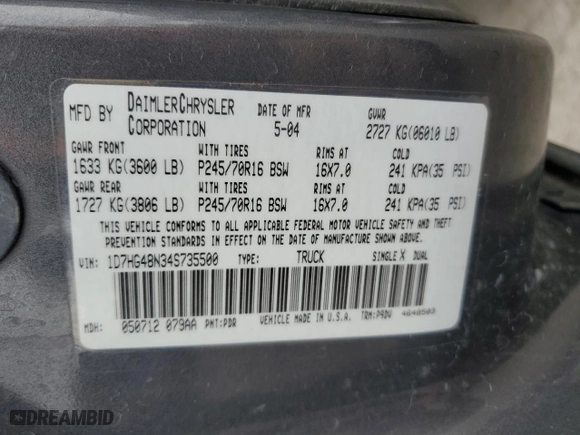 MFD BY DAIMLERCHRYSLER CORPORATION DATE OF MFR 5-04 GVWR 2727 KG(06010 LB)
GAWR FRONT WITH TIRES RIMS AT COLD
1633 KG(3600 LB) P245/70R16 BSW 16X7.0 241 KPA(35 PSI)
GAWR REAR WITH TIRES RIMS AT COLD
1727 KG(3806 LB) P245/70R16 BSW 16X7.0 241 KPA(35 PSI)
THIS VEHICLE CONFORMS TO ALL APPLICABLE FEDERAL MOTOR VEHICLE SAFETY AND THEFT
PREVENTION STANDARDS IN EFFECT ON THE DATE OF MANUFACTURE SHOWN ABOVE.
VIN: 1D7HG48N34S735500 TYPE: TRUCK SINGLE X DUAL
MDH: 050712 079AA PNT:PDR VEHICLE MADE IN U.S.A. TRM:P9DV
DREAMBID